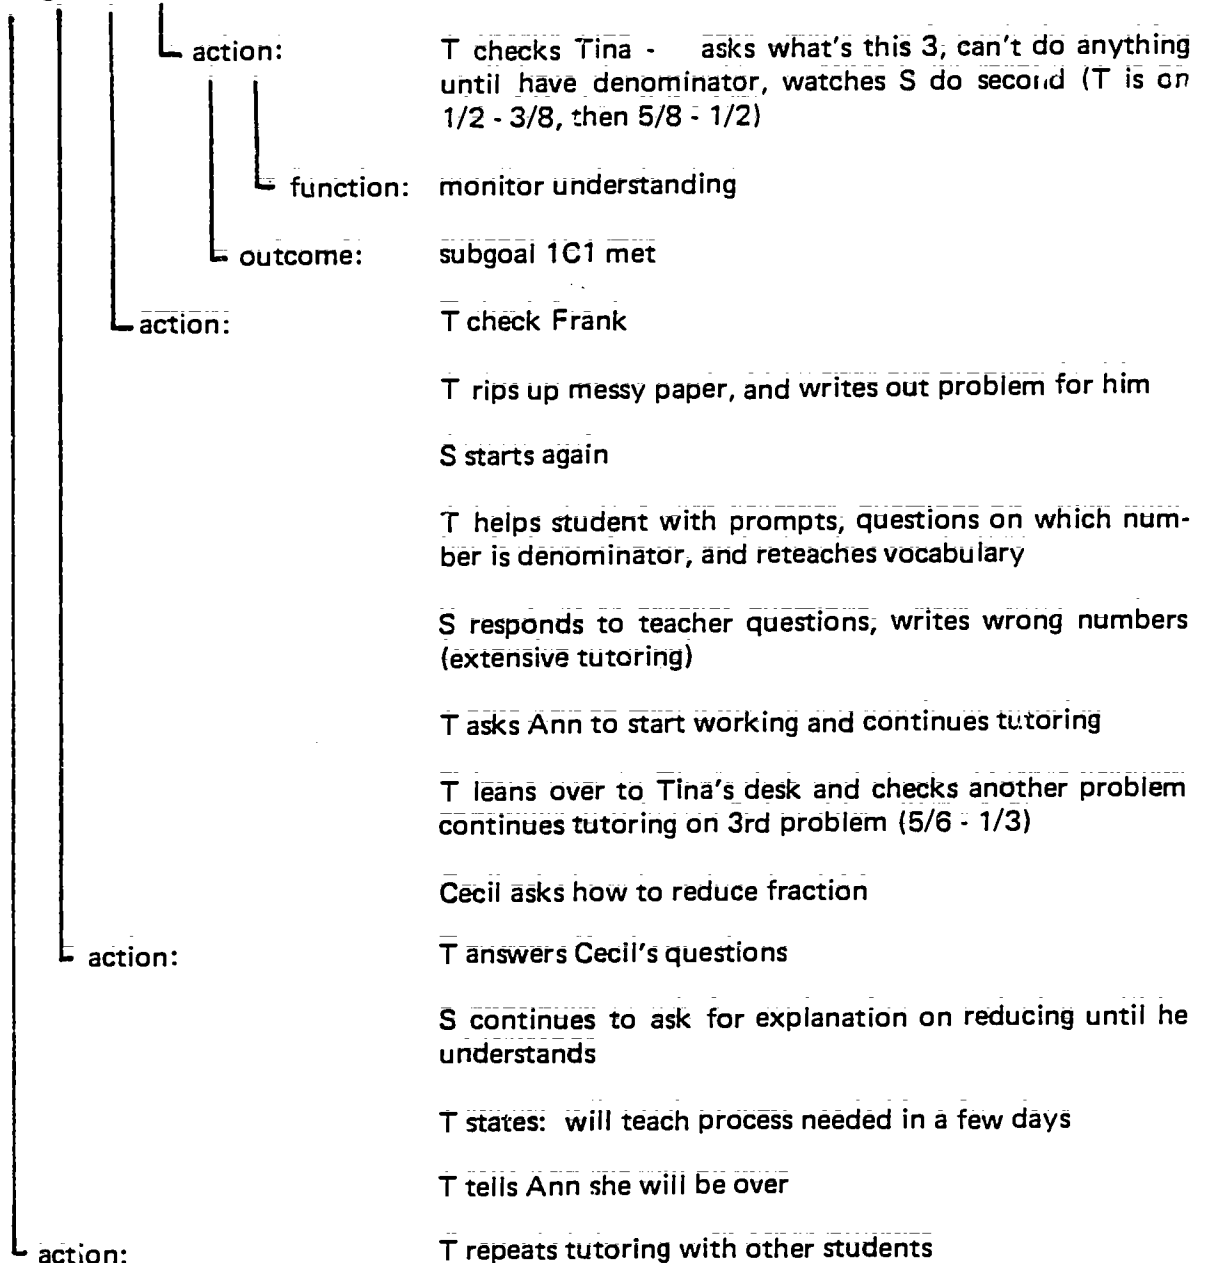 action: T checks Tina - asks what's this 3, can't do anything
until have denominator, watches S do second (T is on
1/2 - 3/8, then 5/8 - 1/2)
function: monitor understanding
outcome: subgoal 1C1 met
action: T check Frank
T rips up messy paper, and writes out problem for him
S starts again
T helps student with prompts, questions on which num-
ber is denominator, and reteaches vocabulary
S responds to teacher questions, writes wrong numbers
(extensive tutoring)
T asks Ann to start working and continues tutoring
T leans over to Tina's desk and checks another problem
continues tutoring on 3rd problem (5/6 - 1/3)
Cecil asks how to reduce fraction
action: T answers Cecil's questions
S continues to ask for explanation on reducing until he
understands
T states: will teach process needed in a few days
T tells Ann she will be over
action: T repeats tutoring with other students